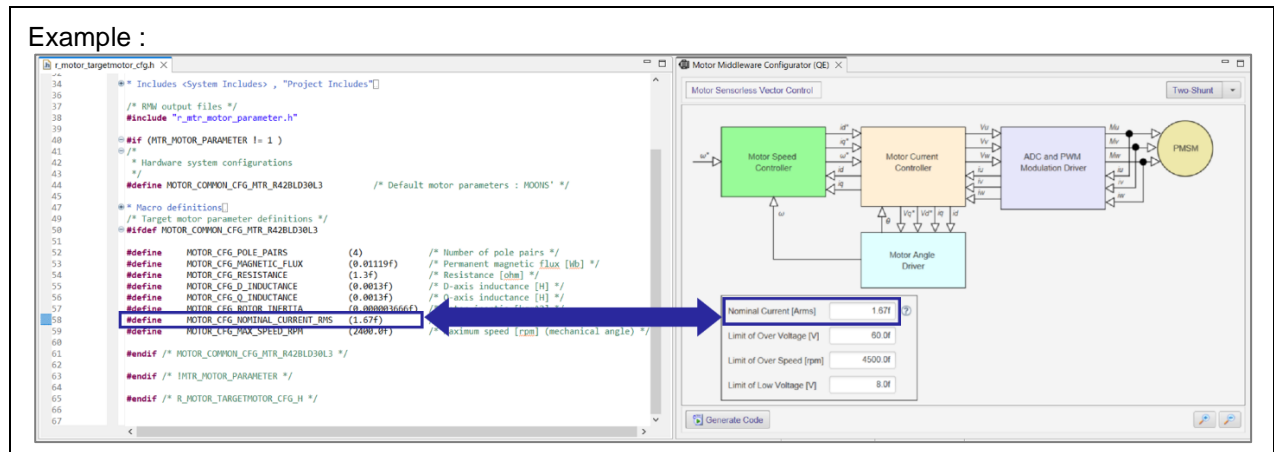 Example :
r_motor_targetmotor_cfg.h
34 * Includes <System Includes> , "Project Includes"
36
37 /* RMW output files */
38 #include "r_mtr_motor_parameter.h"
39
40 #if (MTR_MOTOR_PARAMETER != 1 )
41 /*
42 * Hardware system configurations
43 */
44 #define MOTOR_COMMON_CFG_MTR_R42BLD30L3 /* Default motor parameters : MOONS' */
45
47 * Macro definitions
49 /* Target motor parameter definitions */
50 #ifdef MOTOR_COMMON_CFG_MTR_R42BLD30L3
51
52 #define MOTOR_CFG_POLE_PAIRS (4) /* Number of pole pairs */
53 #define MOTOR_CFG_MAGNETIC_FLUX (0.01119f) /* Permanent magnetic flux [Wb] */
54 #define MOTOR_CFG_RESISTANCE (1.3f) /* Resistance [ohm] */
55 #define MOTOR_CFG_D_INDUCTANCE (0.0013f) /* D-axis inductance [H] */
56 #define MOTOR_CFG_Q_INDUCTANCE (0.0013f) /* Q-axis inductance [H] */
57 #define MOTOR_CFG_ROTOR_INERTIA (0.000003666f)
58 #define MOTOR_CFG_NOMINAL_CURRENT_RMS (1.67f)
59 #define MOTOR_CFG_MAX_SPEED_RPM (2400.0f) /* Maximum speed [rpm] (mechanical angle) */
60
61 #endif /* MOTOR_COMMON_CFG_MTR_R42BLD30L3 */
62
63 #endif /* !MTR_MOTOR_PARAMETER */
64
65 #endif /* R_MOTOR_TARGETMOTOR_CFG_H */
66
67
Motor Middleware Configurator (QE)
Motor Sensorless Vector Control
Two-Shunt
ω*
Motor Speed
Controller
id*
iq*
ω*
id
iq
Motor Current
Controller
Vu
Vv
Vw
iu
iv
iw
ADC and PWM
Modulation Driver
Mu
Mv
Mw
iu
iv
iw
PMSM
ω
θ
Vq* Vd* iq id
Motor Angle
Driver
Nominal Current [Arms] 1.67f
Limit of Over Voltage [V] 60.0f
Limit of Over Speed [rpm] 4500.0f
Limit of Low Voltage [V] 8.0f
Generate Code